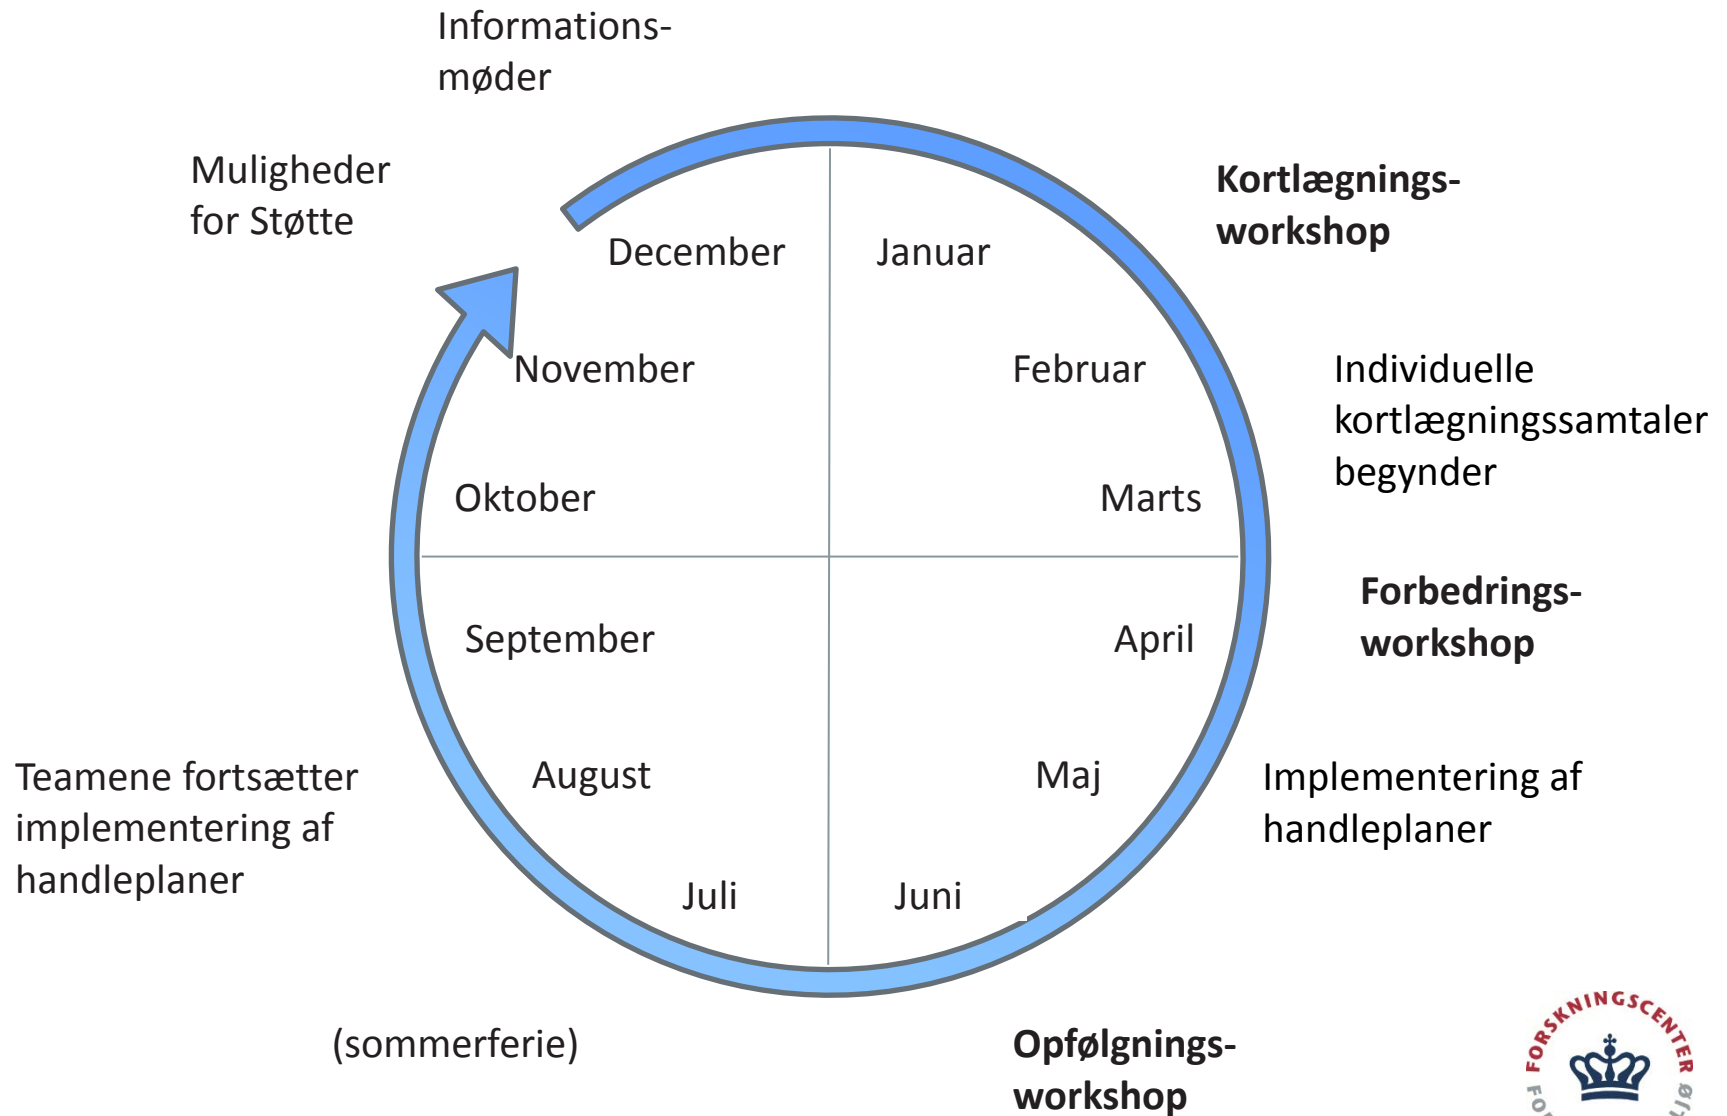 Informations-
møder
Muligheder
for Støtte
Kortlægnings-
workshop
December
Januar
November
Februar
Individuelle
kortlægningssamtaler
begynder
Oktober
Marts
Forbedrings-
workshop
September
April
Teamene fortsætter
implementering af
handleplaner
August
Maj
Implementering af
handleplaner
Juli
Juni
(sommerferie)
Opfølgnings-
workshop
FORSKNINGSCENTER